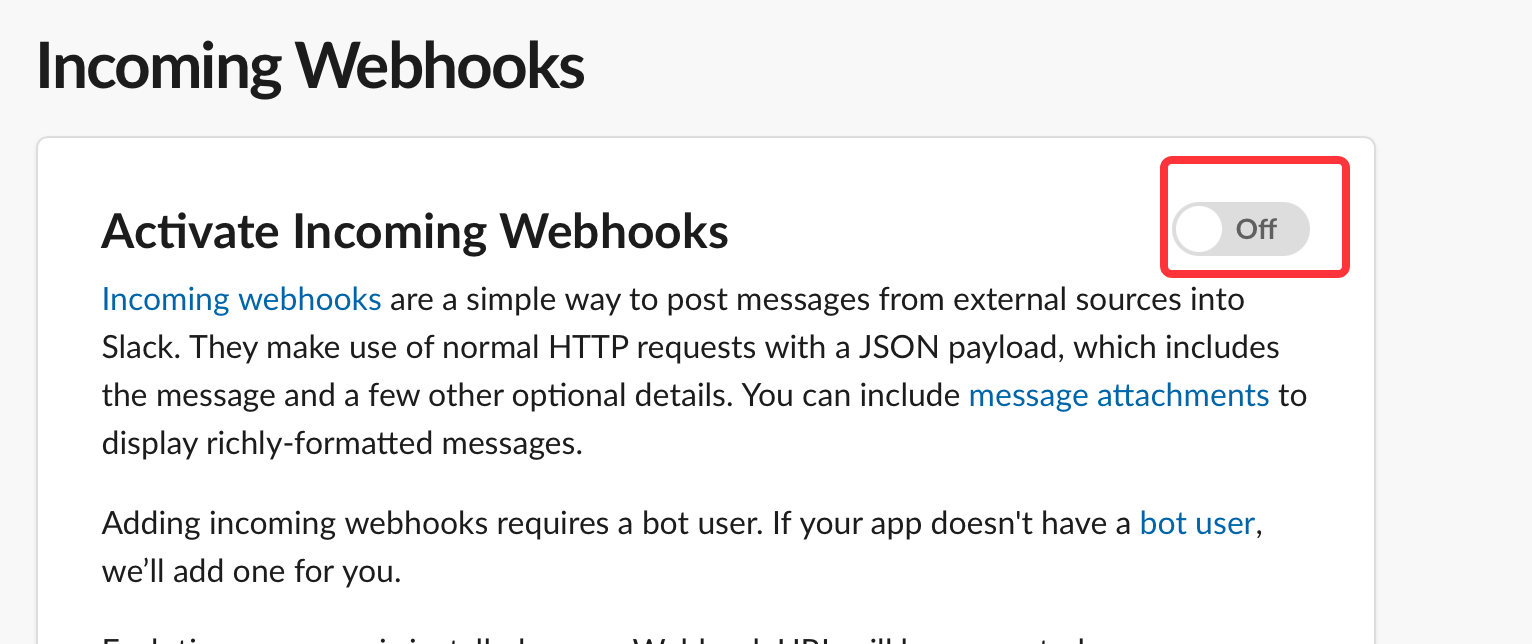 Incoming Webhooks
Activate Incoming Webhooks
Off
Incoming webhooks are a simple way to post messages from external sources into
Slack. They make use of normal HTTP requests with a JSON payload, which includes
the message and a few other optional details. You can include message attachments to
display richly-formatted messages.
Adding incoming webhooks requires a bot user. If your app doesn't have a bot user,
we’ll add one for you.